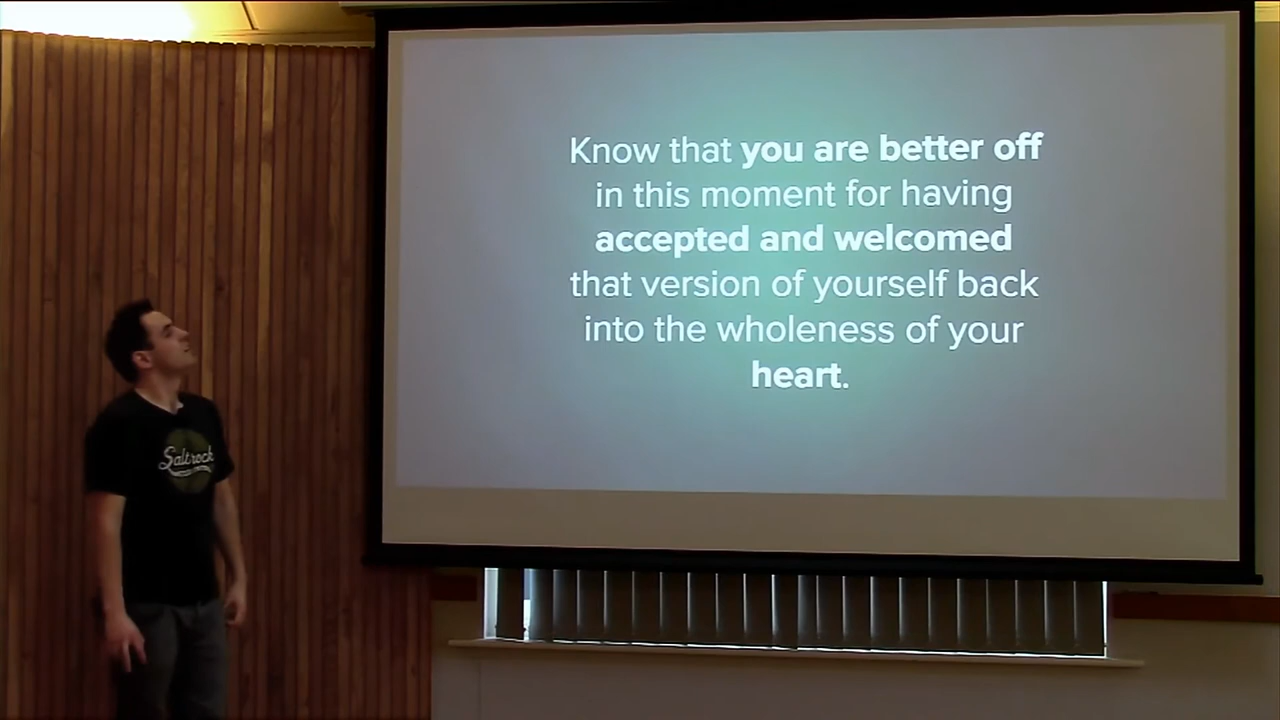 Know that you are better off
in this moment for having
accepted and welcomed
that version of yourself back
into the wholeness of your
heart.
Saltrock